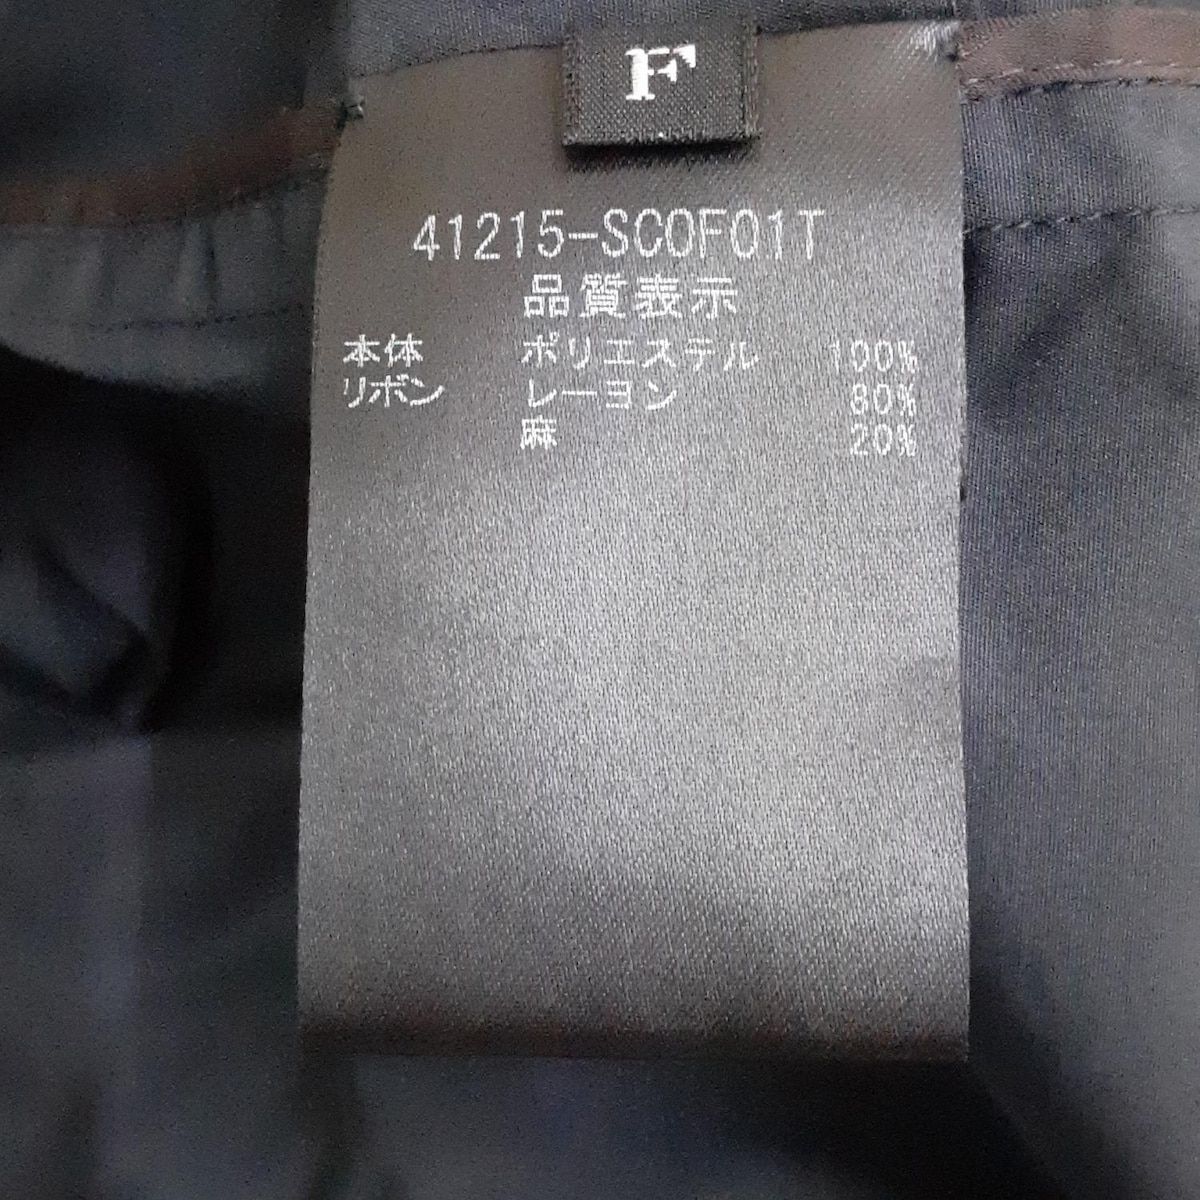 F
41215-SCOF01T
品質表示
本体 ポリエステル 100%
リボン レーヨン 80%
麻 20%